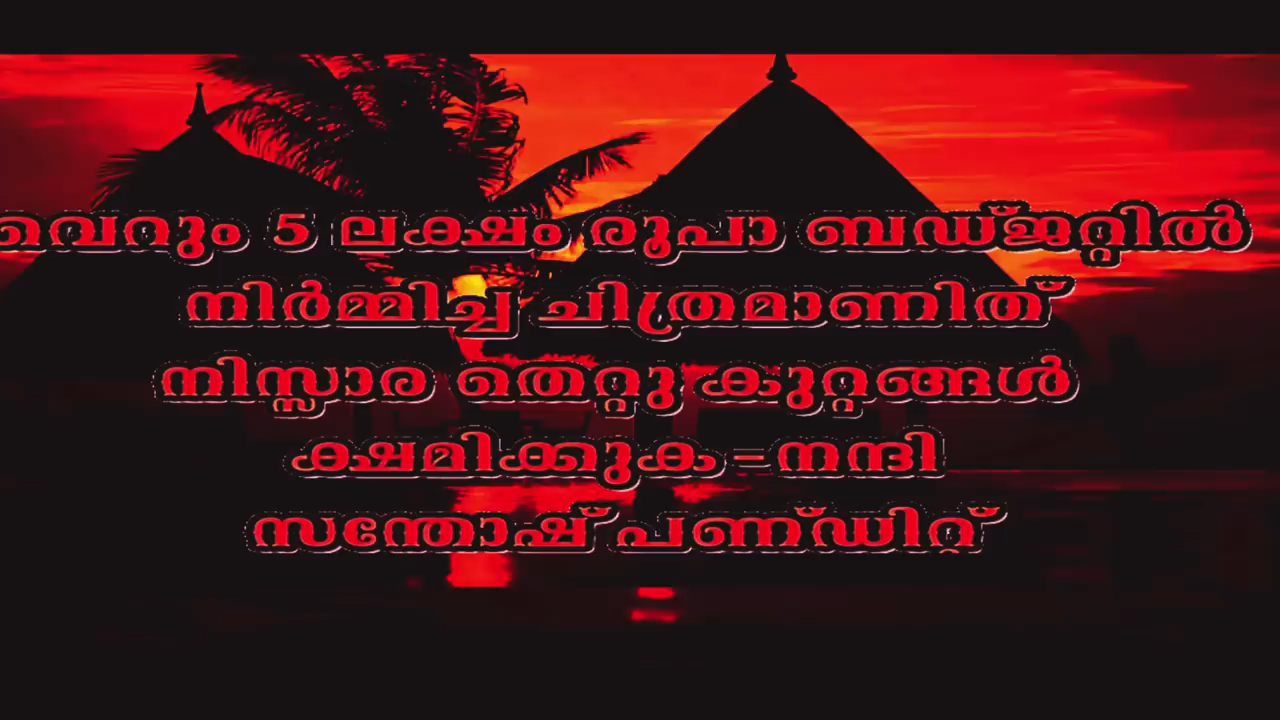 വെറും 5 ലക്ഷം രൂപാ ബഡ്ജറ്റിൽ
നിർമ്മിച്ച ചിത്രമാണിത്
നിസ്സാര തെറ്റു കുറ്റങ്ങൾ
ക്ഷമിക്കുക =നന്ദി
സന്തോഷ് പണ്ഡിറ്റ്